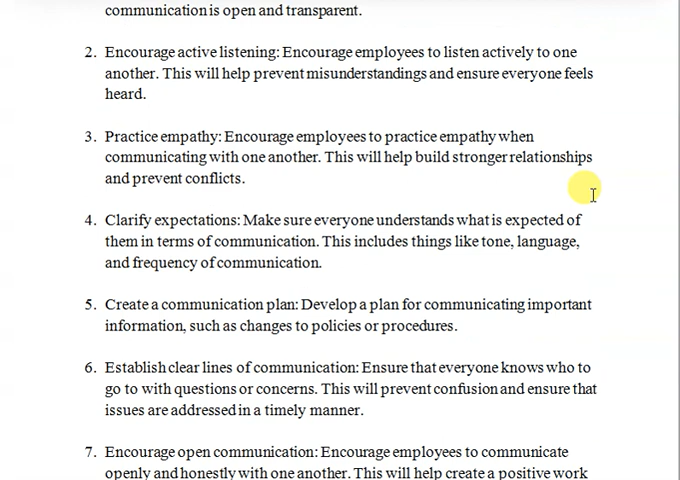 communication is open and transparent.
2. Encourage active listening: Encourage employees to listen actively to one
another. This will help prevent misunderstandings and ensure everyone feels
heard.
3. Practice empathy: Encourage employees to practice empathy when
communicating with one another. This will help build stronger relationships
and prevent conflicts.
4. Clarify expectations: Make sure everyone understands what is expected of
them in terms of communication. This includes things like tone, language,
and frequency of communication.
5. Create a communication plan: Develop a plan for communicating important
information, such as changes to policies or procedures.
6. Establish clear lines of communication: Ensure that everyone knows who to
go to with questions or concerns. This will prevent confusion and ensure that
issues are addressed in a timely manner.
7. Encourage open communication: Encourage employees to communicate
openly and honestly with one another. This will help create a positive work